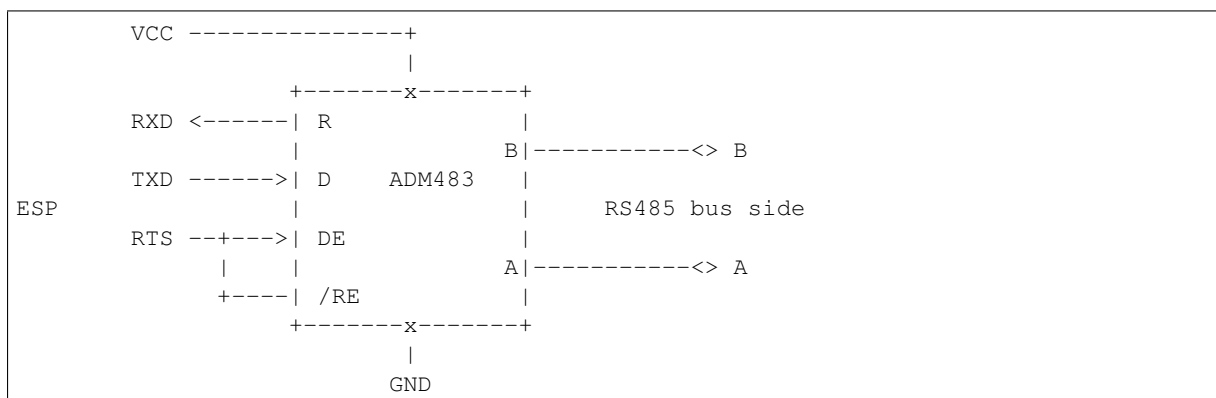 VCC ---------------+
|
+-------x-------+
RXD <------| R |
| B|-----------<> B
TXD ------>| D ADM483 |
ESP | | RS485 bus side
RTS --+--->| DE |
| | A|-----------<> A
+----| /RE |
+-------x-------+
|
GND